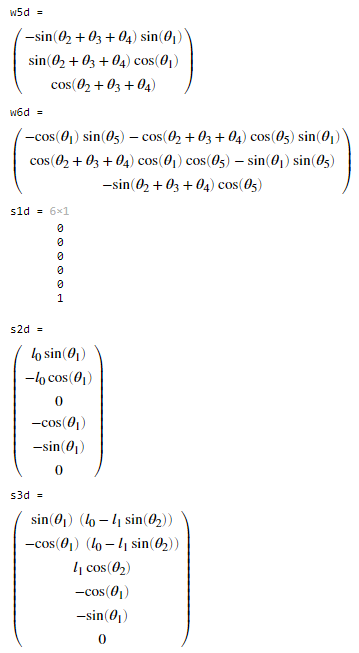 w5d =
−sin(θ₂ + θ₃ + θ₄) sin(θ₁)
sin(θ₂ + θ₃ + θ₄) cos(θ₁)
cos(θ₂ + θ₃ + θ₄)
w6d =
−cos(θ₁) sin(θ₅) − cos(θ₂ + θ₃ + θ₄) cos(θ₅) sin(θ₁)
cos(θ₂ + θ₃ + θ₄) cos(θ₁) cos(θ₅) − sin(θ₁) sin(θ₅)
−sin(θ₂ + θ₃ + θ₄) cos(θ₅)
s1d = 6×1
0
0
0
0
0
1
s2d =
l₀ sin(θ₁)
−l₀ cos(θ₁)
0
−cos(θ₁)
−sin(θ₁)
0
s3d =
sin(θ₁) (l₀ − l₁ sin(θ₂))
−cos(θ₁) (l₀ − l₁ sin(θ₂))
l₁ cos(θ₂)
−cos(θ₁)
−sin(θ₁)
0